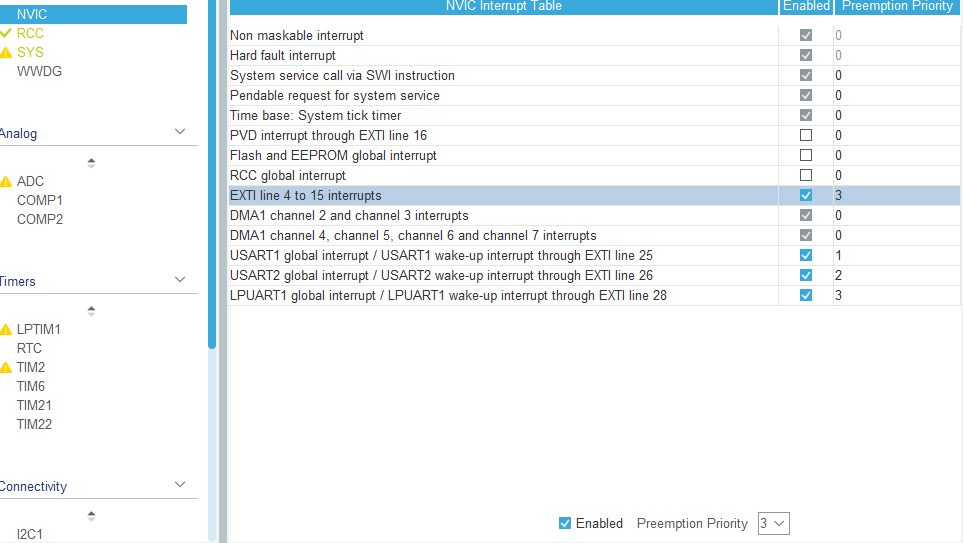 NVIC
RCC
SYS
WWDG
Analog
ADC
COMP1
COMP2
Timers
LPTIM1
RTC
TIM2
TIM6
TIM21
TIM22
Connectivity
I2C1
NVIC Interrupt Table Enabled Preemption Priority
Non maskable interrupt 0
Hard fault interrupt 0
System service call via SWI instruction 0
Pendable request for system service 0
Time base: System tick timer 0
PVD interrupt through EXTI line 16 0
Flash and EEPROM global interrupt 0
RCC global interrupt 0
EXTI line 4 to 15 interrupts 3
DMA1 channel 2 and channel 3 interrupts 0
DMA1 channel 4, channel 5, channel 6 and channel 7 interrupts 0
USART1 global interrupt / USART1 wake-up interrupt through EXTI line 25 1
USART2 global interrupt / USART2 wake-up interrupt through EXTI line 26 2
LPUART1 global interrupt / LPUART1 wake-up interrupt through EXTI line 28 3
Enabled Preemption Priority 3